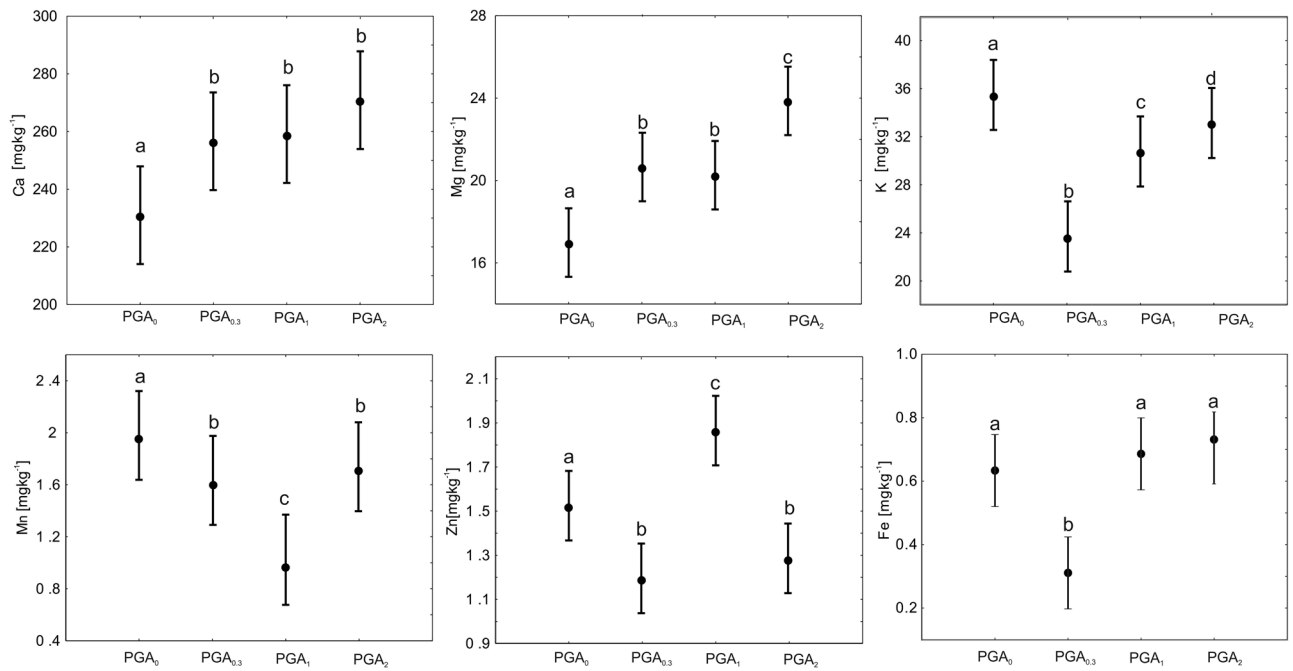 Ca [mgkg⁻¹]
300
280
260
240
220
200
a
b
b
b
PGA₀
PGA₀.₃
PGA₁
PGA₂
Mg [mgkg⁻¹]
28
24
20
16
a
b
b
c
PGA₀
PGA₀.₃
PGA₁
PGA₂
K [mgkg⁻¹]
40
36
32
28
24
20
a
b
c
d
PGA₀
PGA₀.₃
PGA₁
PGA₂
Mn [mgkg⁻¹]
2.4
2
1.6
1.2
0.8
0.4
a
b
c
b
PGA₀
PGA₀.₃
PGA₁
PGA₂
Zn[mgkg⁻¹]
2.1
1.9
1.7
1.5
1.3
1.1
0.9
a
b
c
b
PGA₀
PGA₀.₃
PGA₁
PGA₂
Fe [mgkg⁻¹]
1.0
0.8
0.6
0.4
0.2
a
b
a
a
PGA₀
PGA₀.₃
PGA₁
PGA₂